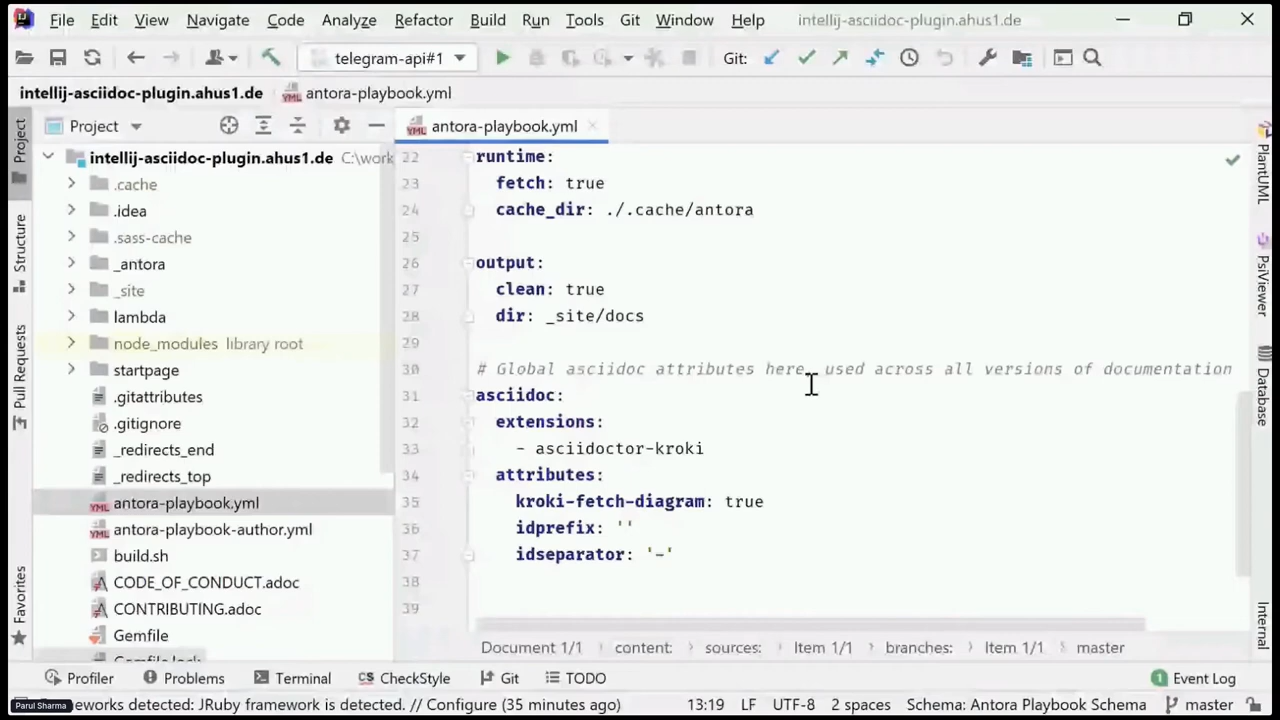 File Edit View Navigate Code Analyze Refactor Build Run Tools Git Window Help intellij-asciidoc-plugin.ahus1.de
telegram-api#1 Git:
intellij-asciidoc-plugin.ahus1.de YML antora-playbook.yml
Project
Structure
Pull Requests
Favorites
Project
intellij-asciidoc-plugin.ahus1.de C:\work
.cache
.idea
.sass-cache
_antora
_site
lambda
node_modules library root
startpage
.gitattributes
.gitignore
_redirects_end
_redirects_top
YML antora-playbook.yml
YML antora-playbook-author.yml
build.sh
CODE_OF_CONDUCT.adoc
CONTRIBUTING.adoc
Gemfile
Gemfile.lock
YML antora-playbook.yml
22 runtime:
23 fetch: true
24 cache_dir: ./.cache/antora
25
26 output:
27 clean: true
28 dir: _site/docs
29
30 # Global asciidoc attributes here, used across all versions of documentation
31 asciidoc:
32 extensions:
33 - asciidoctor-kroki
34 attributes:
35 kroki-fetch-diagram: true
36 idprefix: ''
37 idseparator: '-'
38
39
Document 1/1 › content: › sources: › Item 1/1 › branches: › Item 1/1 › master
PlantUML
PsiViewer
Database
Internal
Profiler Problems Terminal CS CheckStyle Git TODO 1 Event Log
Parul Sharma
eworks detected: JRuby framework is detected. // Configure (35 minutes ago) 13:19 LF UTF-8 2 spaces Schema: Antora Playbook Schema master